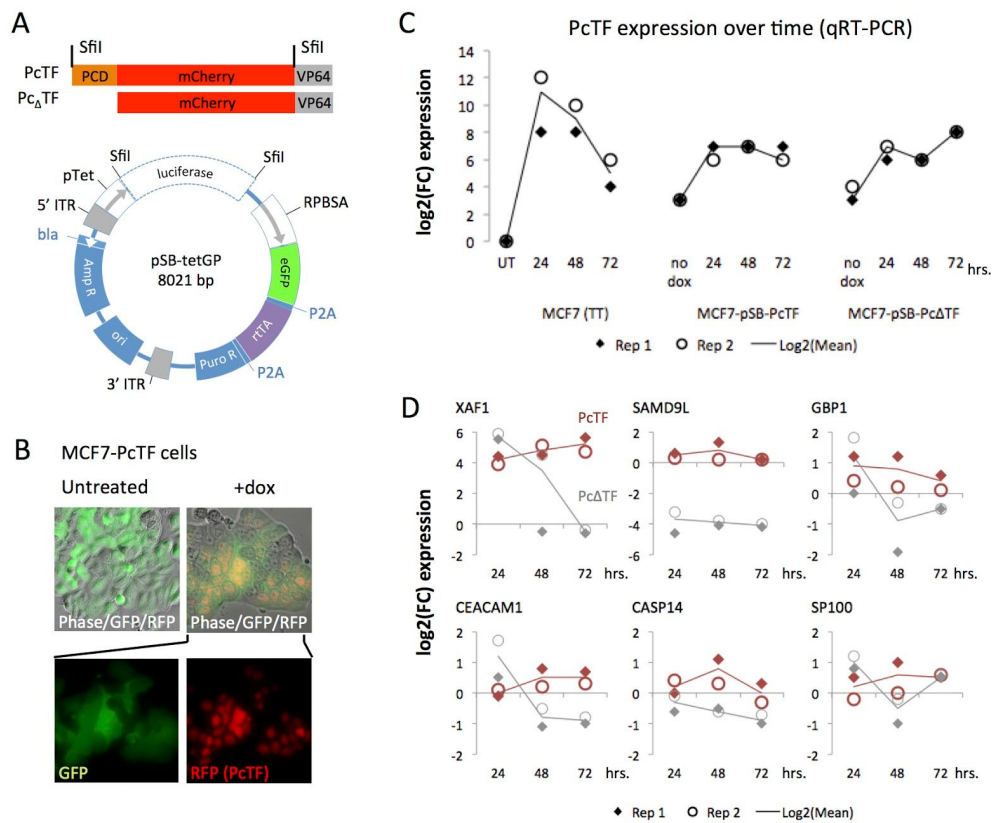 A
SfiI SfiI
PcTF PCD mCherry VP64
PcΔTF mCherry VP64
SfiI SfiI
pTet luciferase
5’ ITR RPBSA
bla
pSB-tetGP
8021 bp
eGFP
Amp R
P2A
rtTA
ori
Puro R
P2A
3’ ITR
B MCF7-PcTF cells
Untreated +dox
Phase/GFP/RFP Phase/GFP/RFP
GFP RFP (PcTF)
C PcTF expression over time (qRT-PCR)
log2(FC) expression
14
12
10
8
6
4
2
0
UT 24 48 72 no dox 24 48 72 no dox 24 48 72 hrs.
MCF7 (TT) MCF7-pSB-PcTF MCF7-pSB-PcΔTF
Rep 1 Rep 2 Log2(Mean)
D
log2(FC) expression
XAF1 SAMD9L GBP1
PcTF
PcΔTF
6 4 2 0 -2
4 2 0 -2 -4 -6
2 1 0 -1 -2
24 48 72 hrs. 24 48 72 hrs. 24 48 72 hrs.
CEACAM1 CASP14 SP100
2 1 0 -1 -2
2 1 0 -1 -2
2 1 0 -1 -2
24 48 72 hrs. 24 48 72 hrs. 24 48 72 hrs.
Rep 1 Rep 2 Log2(Mean)